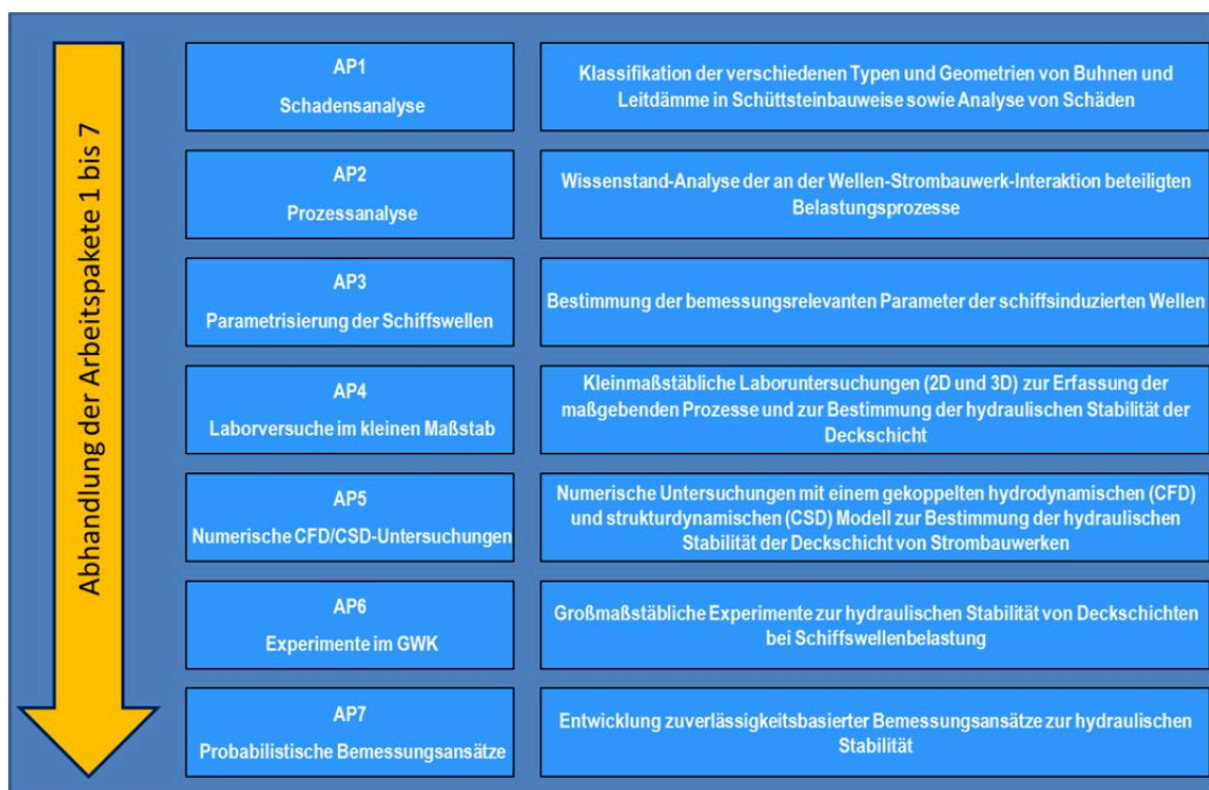 Abhandlung der Arbeitspakete 1 bis 7
AP1
Schadensanalyse
Klassifikation der verschiedenen Typen und Geometrien von Buhnen und
Leitdämme in Schüttsteinbauweise sowie Analyse von Schäden
AP2
Prozessanalyse
Wissenstand-Analyse der an der Wellen-Strombauwerk-Interaktion beteiligten
Belastungsprozesse
AP3
Parametrisierung der Schiffswellen
Bestimmung der bemessungsrelevanten Parameter der schiffsinduzierten Wellen
AP4
Laborversuche im kleinen Maßstab
Kleinmaßstäbliche Laboruntersuchungen (2D und 3D) zur Erfassung der
maßgebenden Prozesse und zur Bestimmung der hydraulischen Stabilität der
Deckschicht
AP5
Numerische CFD/CSD-Untersuchungen
Numerische Untersuchungen mit einem gekoppelten hydrodynamischen (CFD)
und strukturdynamischen (CSD) Modell zur Bestimmung der hydraulischen
Stabilität der Deckschicht von Strombauwerken
AP6
Experimente im GWK
Großmaßstäbliche Experimente zur hydraulischen Stabilität von Deckschichten
bei Schiffswellenbelastung
AP7
Probabilistische Bemessungsansätze
Entwicklung zuverlässigkeitsbasierter Bemessungsansätze zur hydraulischen
Stabilität